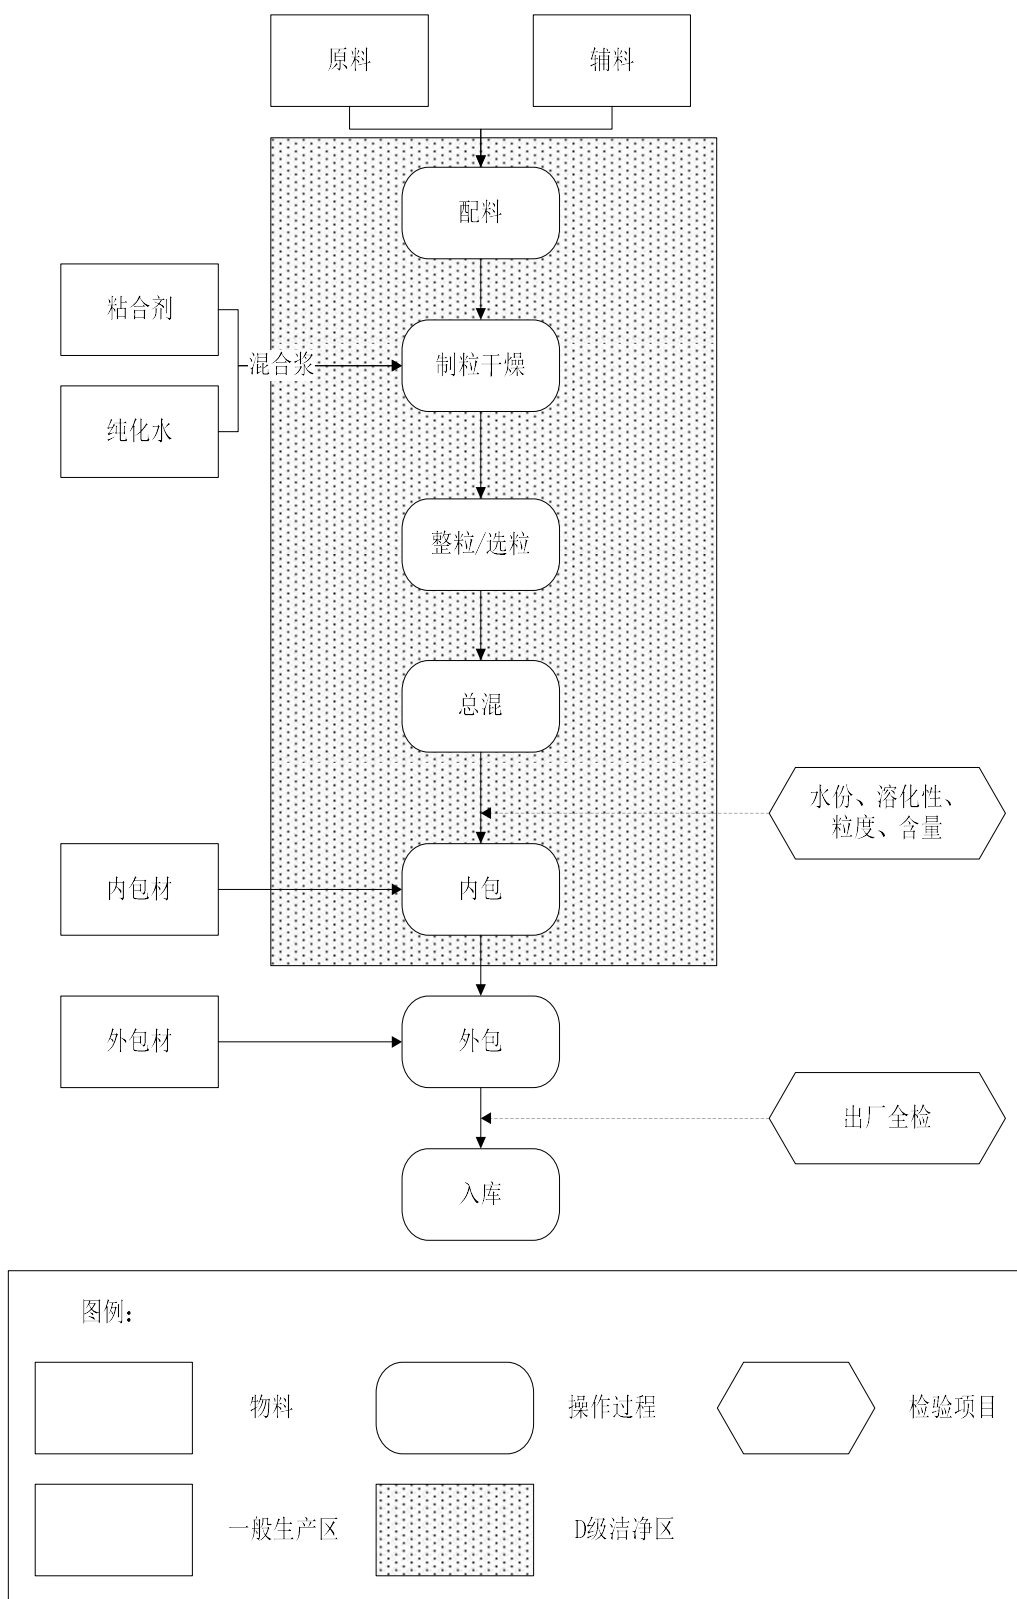 原料
辅料
配料
粘合剂
混合浆
制粒干燥
纯化水
整粒/选粒
总混
水份、溶化性、
粒度、含量
内包材
内包
外包材
外包
出厂全检
入库
图例：
物料
操作过程
检验项目
一般生产区
D级洁净区